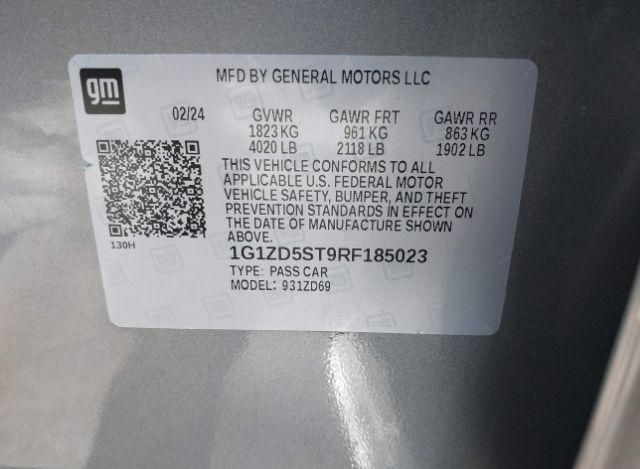 gm
MFD BY GENERAL MOTORS LLC
02/24 GVWR GAWR FRT GAWR RR
1823 KG 961 KG 863 KG
4020 LB 2118 LB 1902 LB
THIS VEHICLE CONFORMS TO ALL
APPLICABLE U.S. FEDERAL MOTOR
VEHICLE SAFETY, BUMPER, AND THEFT
PREVENTION STANDARDS IN EFFECT ON
THE DATE OF MANUFACTURE SHOWN
ABOVE.
130H
1G1ZD5ST9RF185023
TYPE: PASS CAR
MODEL: 931ZD69